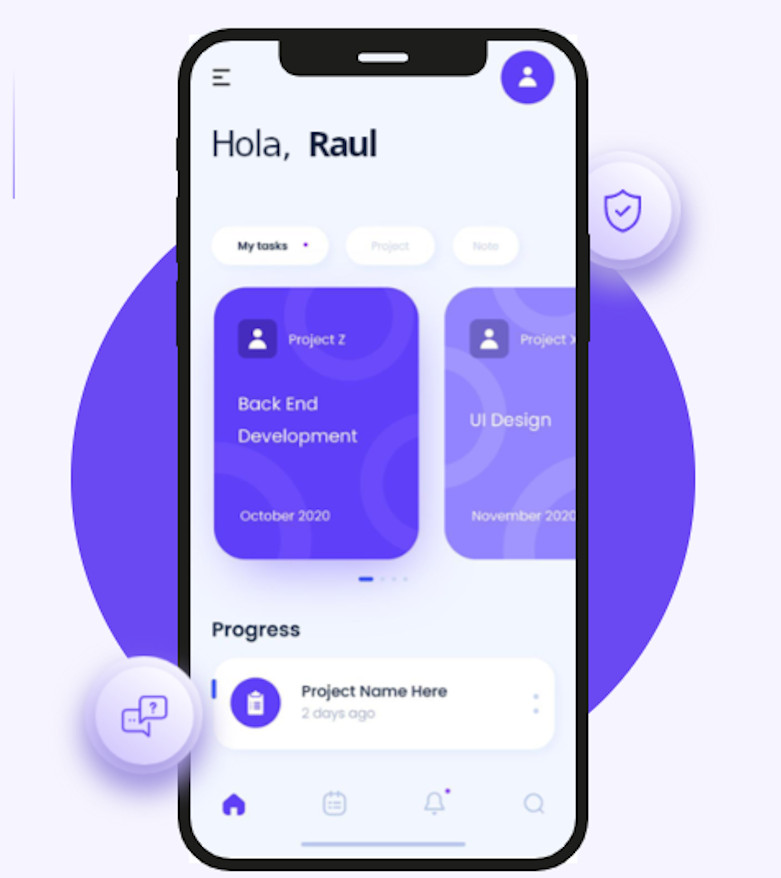 Hola, Raul
My tasks
Project
Note
Project Z
Back End
Development
October 2020
Project X
UI Design
November 2020
Progress
Project Name Here
2 days ago
?